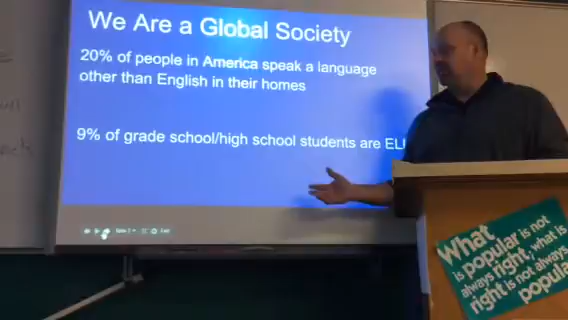 We Are a Global Society
20% of people in America speak a language
other than English in their homes
9% of grade school/high school students are EL
What
is popular is not
always right, what is
right is not always
popular